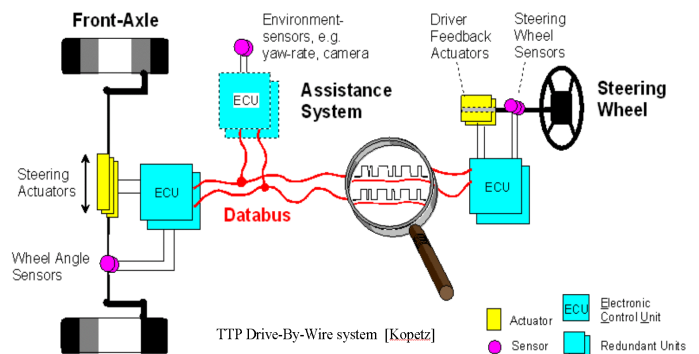 Front-Axle
Environment-
sensors, e.g.
yaw-rate, camera
Driver
Feedback
Actuators
Steering
Wheel
Sensors
ECU
Assistance
System
Steering
Wheel
Steering
Actuators
ECU
Databus
ECU
Wheel Angle
Sensors
TTP Drive-By-Wire system [Kopetz]
Actuator
Sensor
ECU
Electronic
Control Unit
Redundant Units